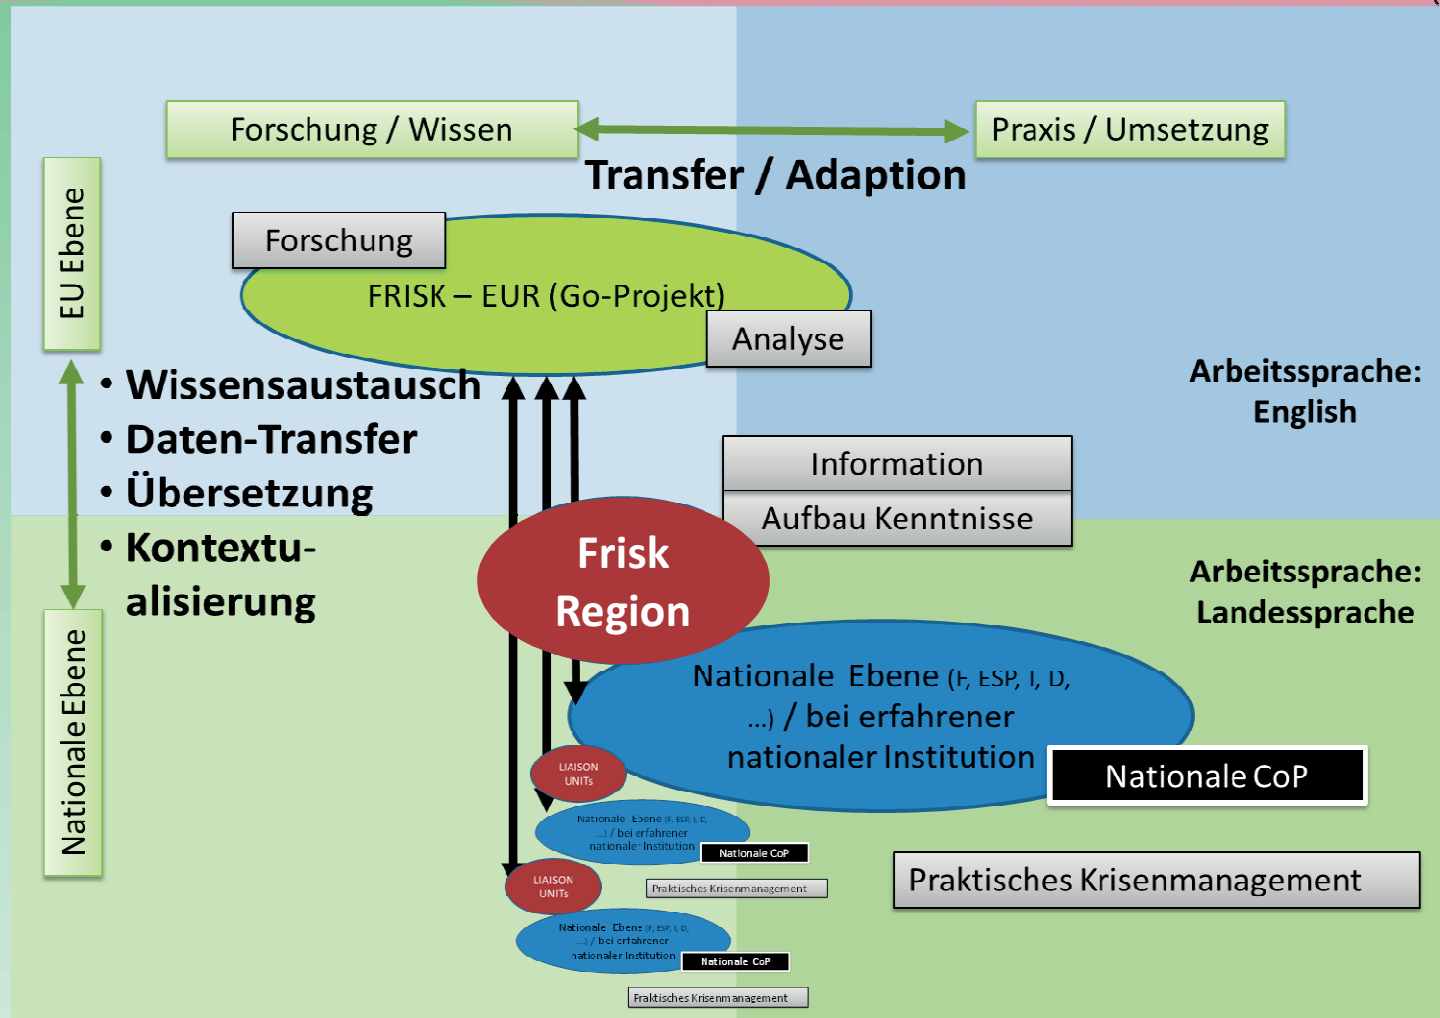 Forschung / Wissen
Praxis / Umsetzung
Transfer / Adaption
EU Ebene
Forschung
FRISK – EUR (Go-Projekt)
Analyse
• Wissensaustausch
• Daten-Transfer
• Übersetzung
• Kontextu-
alisierung
Arbeitssprache:
English
Information
Aufbau Kenntnisse
Frisk
Region
Arbeitssprache:
Landessprache
Nationale Ebene
Nationale Ebene (F, ESP, I, D,
...) / bei erfahrener
nationaler Institution
Nationale CoP
LIAISON
UNITs
Nationale Ebene (F, ESP, I, D,
...) / bei erfahrener
nationaler Institution
Nationale CoP
Praktisches Krisenmanagement
Praktisches Krisenmanagement
LIAISON
UNITs
Nationale Ebene (F, ESP, I, D,
...) / bei erfahrener
nationaler Institution
Nationale CoP
Praktisches Krisenmanagement